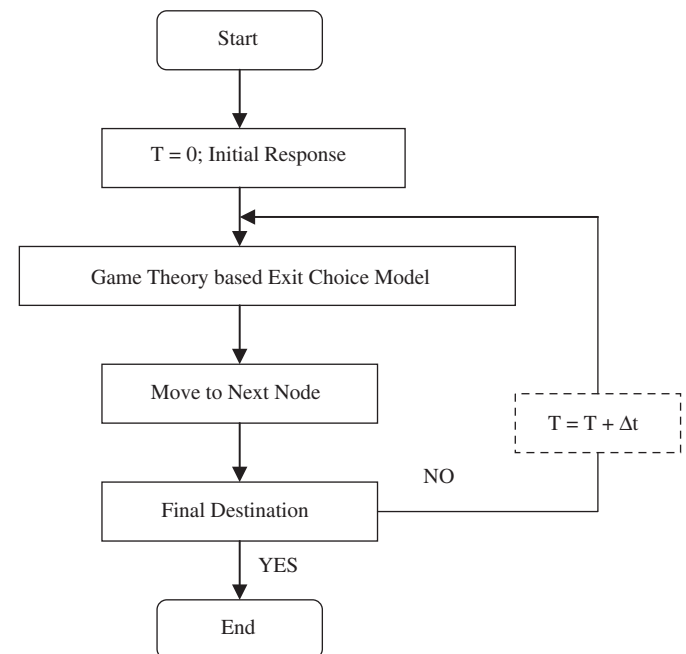 Start
T = 0; Initial Response
Game Theory based Exit Choice Model
Move to Next Node
T = T + Δt
NO
Final Destination
YES
End